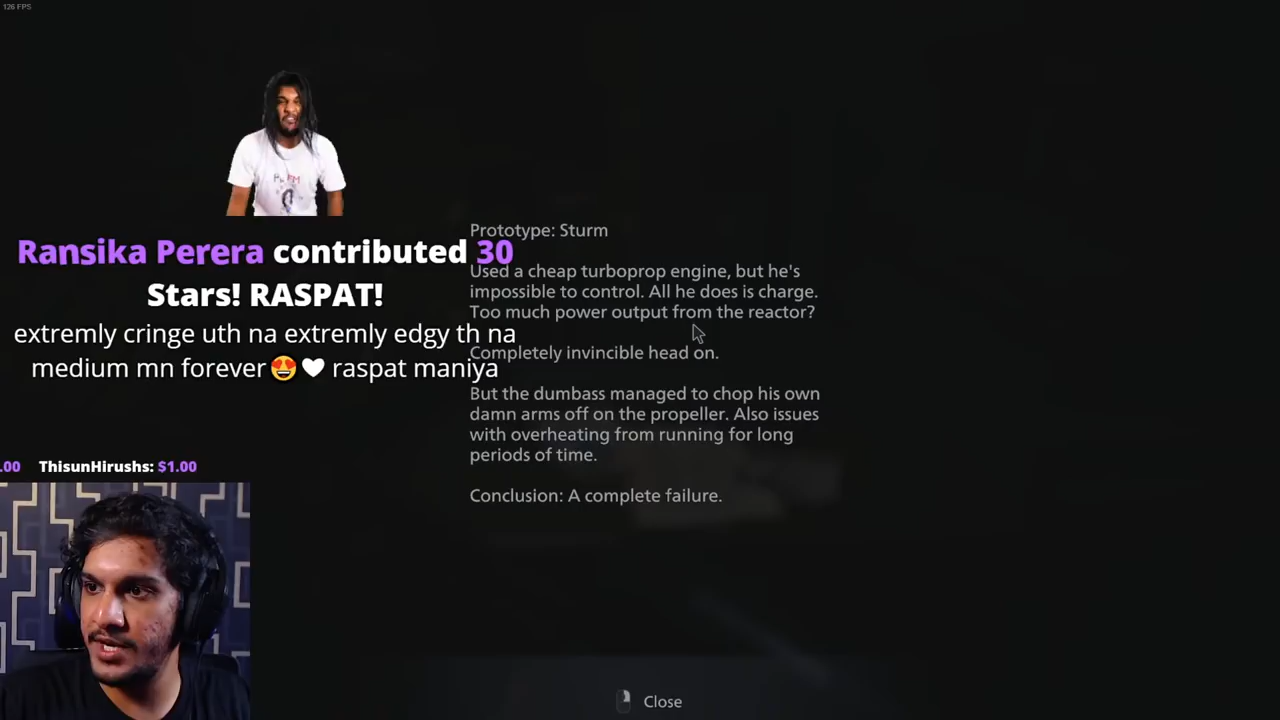 126 FPS
Ransika Perera contributed 30
Stars! RASPAT!
extremly cringe uth na extremly edgy th na
medium mn forever😍🤍 raspat maniya
.00 ThisunHirushs: $1.00
Prototype: Sturm
Used a cheap turboprop engine, but he's
impossible to control. All he does is charge.
Too much power output from the reactor?
Completely invincible head on.
But the dumbass managed to chop his own
damn arms off on the propeller. Also issues
with overheating from running for long
periods of time.
Conclusion: A complete failure.
Close